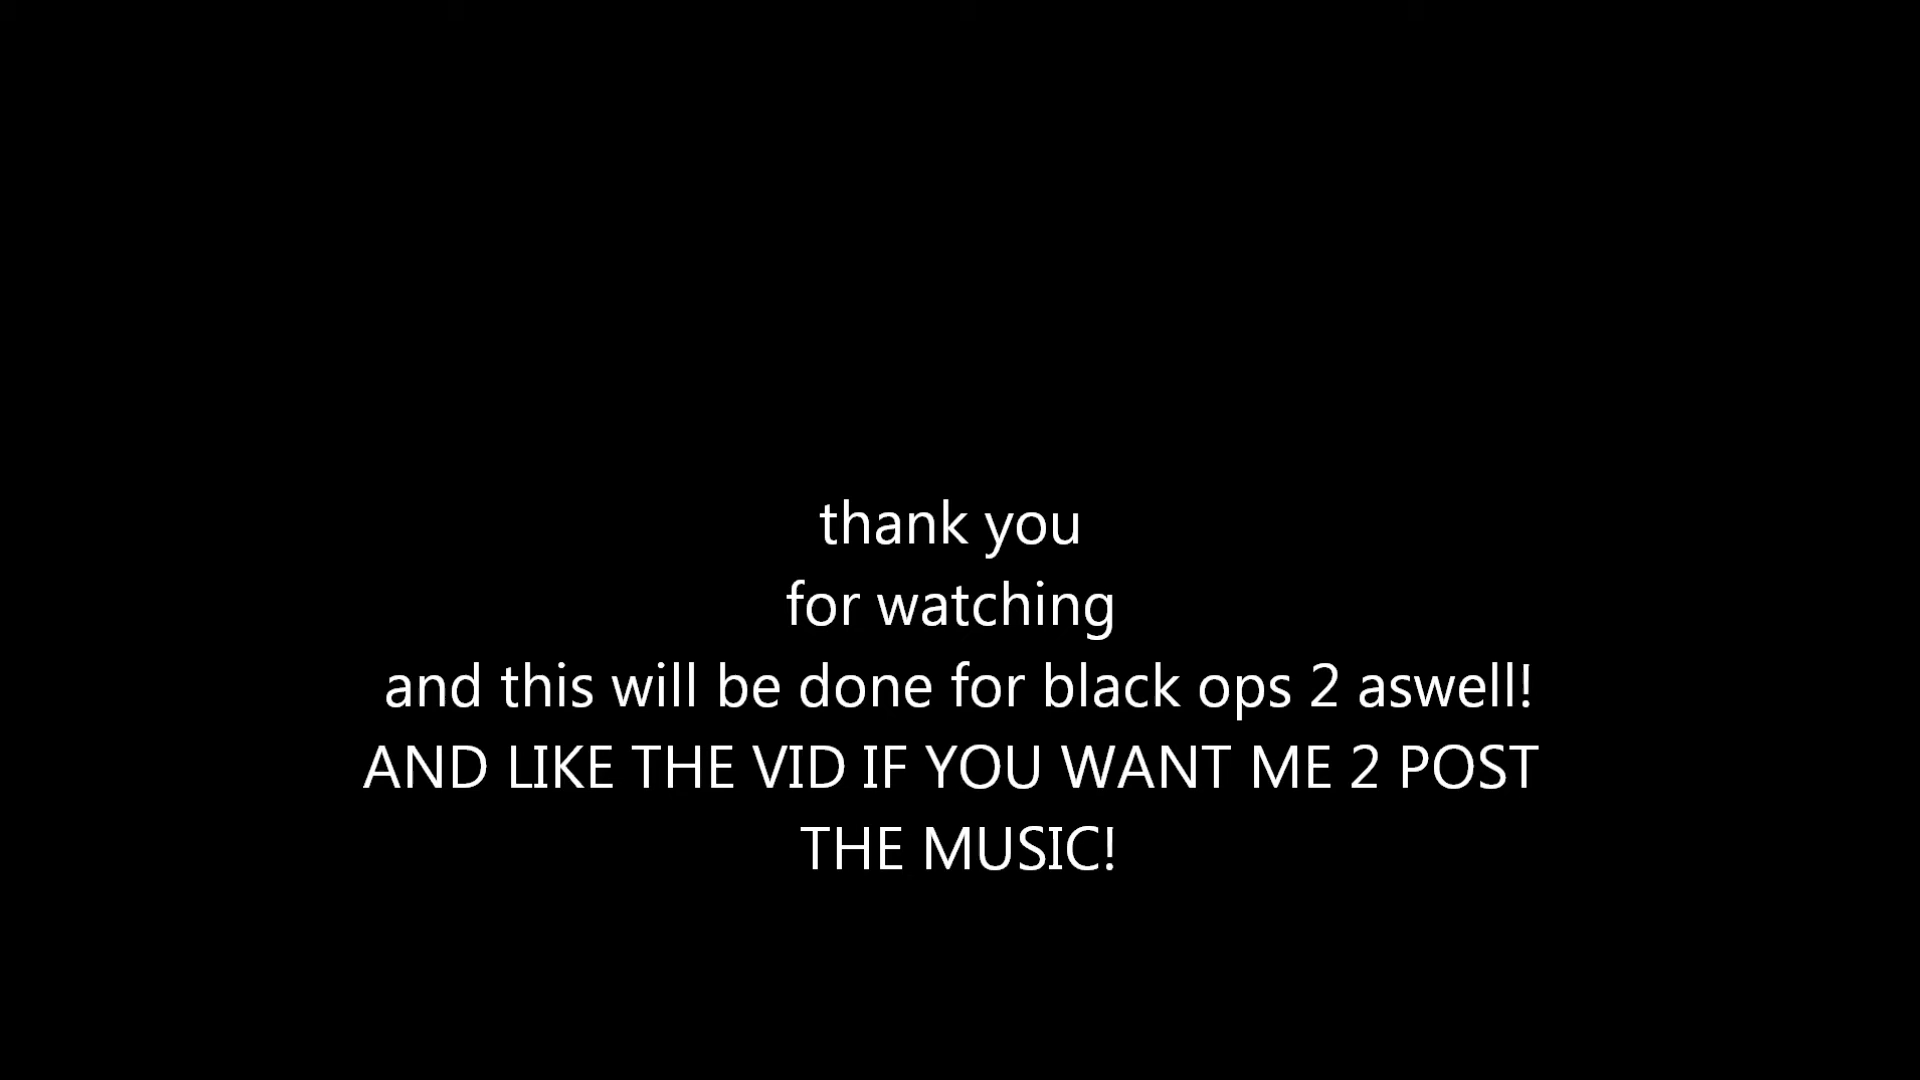 thank you
for watching
and this will be done for black ops 2 aswell!
AND LIKE THE VID IF YOU WANT ME 2 POST
THE MUSIC!